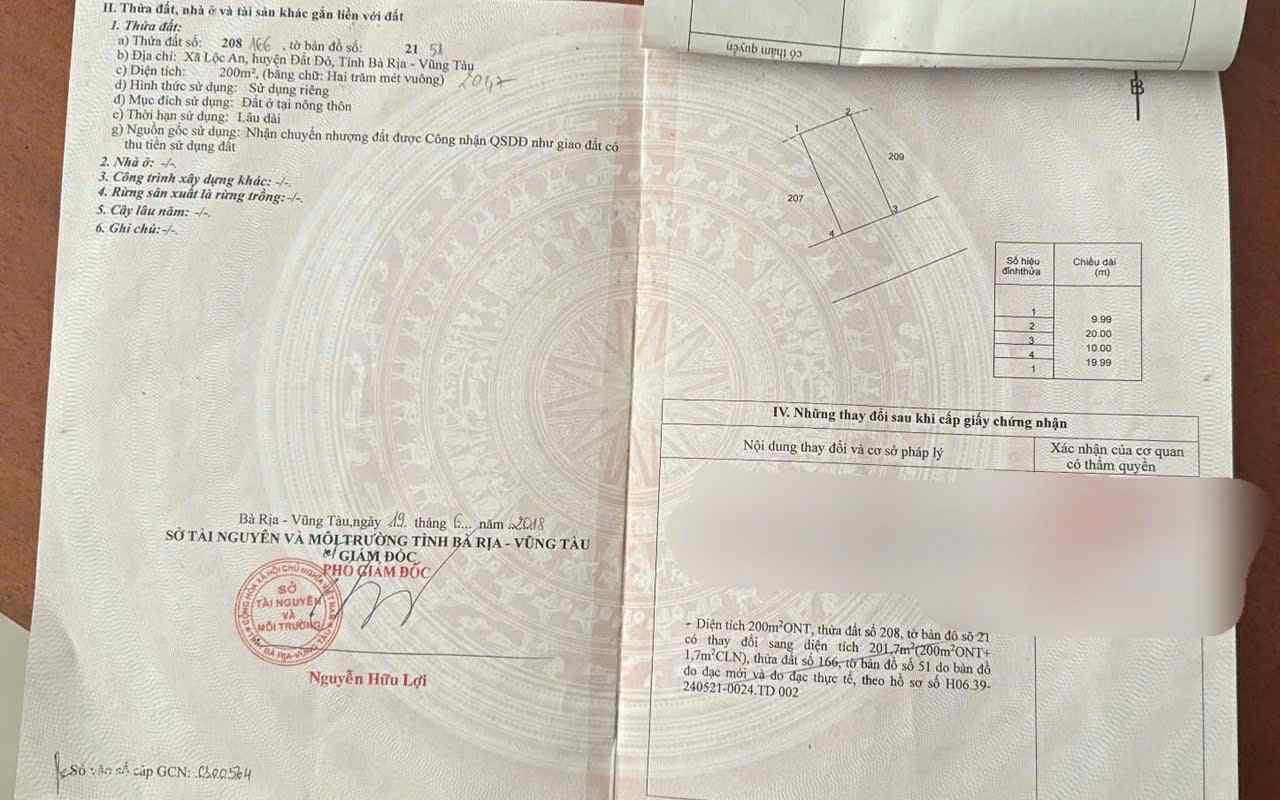 II. Thửa đất, nhà ở và tài sản khác gắn liền với đất
1. Thửa đất:
a) Thửa đất số: 208 166, tờ bản đồ số: 21 51
b) Địa chỉ: Xã Lộc An, huyện Đất Đỏ, Tỉnh Bà Rịa - Vũng Tàu
c) Diện tích: 200m², (bằng chữ: Hai trăm mét vuông) 201,7
d) Hình thức sử dụng: Sử dụng riêng
đ) Mục đích sử dụng: Đất ở tại nông thôn
e) Thời hạn sử dụng: Lâu dài
g) Nguồn gốc sử dụng: Nhận chuyển nhượng đất được Công nhận QSDĐ như giao đất có
thu tiền sử dụng đất
2. Nhà ở: -/-.
3. Công trình xây dựng khác: -/-.
4. Rừng sản xuất là rừng trồng:-/-.
5. Cây lâu năm: -/-.
6. Ghi chú:-/-.
Bà Rịa - Vũng Tàu,ngày 19. tháng 6... năm ..2018
SỞ TÀI NGUYÊN VÀ MÔI TRƯỜNG TỈNH BÀ RỊA - VŨNG TÀU
GIÁM ĐỐC
PHÓ GIÁM ĐỐC
SỞ
TÀI NGUYÊN
VÀ
MÔI TRƯỜNG
Nguyễn Hữu Lợi
Số vào sổ cấp GCN:
có thẩm quyền
B
1
2
209
207
3
4
Số hiệu đỉnhthửa
Chiều dài (m)
1
9.99
2
20.00
3
10.00
4
19.99
1
IV. Những thay đổi sau khi cấp giấy chứng nhận
Nội dung thay đổi và cơ sở pháp lý
Xác nhận của cơ quan
có thẩm quyền
- Diện tích 200m²ONT, thửa đất số 208, tờ bản đồ số 21
có thay đổi sang diện tích 201,7m²(200m²ONT+
1,7m²CLN), thửa đất số 166, tờ bản đồ số 51 do bản đồ
đo đạc mới và đo đạc thực tế, theo hồ sơ số H06.39-
240521-0024.TD 002